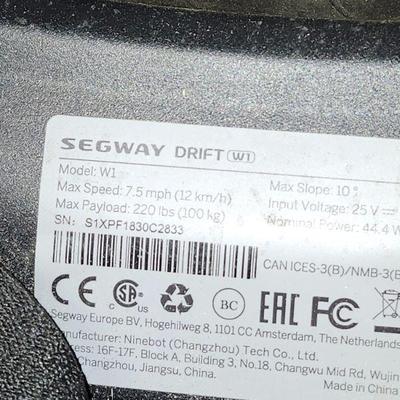 SEGWAY DRIFT W1
Model: W1
Max Speed: 7.5 mph (12 km/h)
Max Payload: 220 lbs (100 kg)
SN: S1XPF1830C2833
Max Slope: 10°
Input Voltage: 25 V
Nominal Power: 44.4 W
CAN ICES-3(B)/NMB-3(B
CE
SA
C US
BC
EAC FC
Segway Europe BV, Hogehilweg 8, 1101 CC Amsterdam, The Netherlands
Ninebot (Changzhou) Tech Co., Ltd.
16F-17F, Block A, Building 3, No.18, Changwu Mid Rd, Wujin
Changzhou, Jiangsu, China.
Made in China